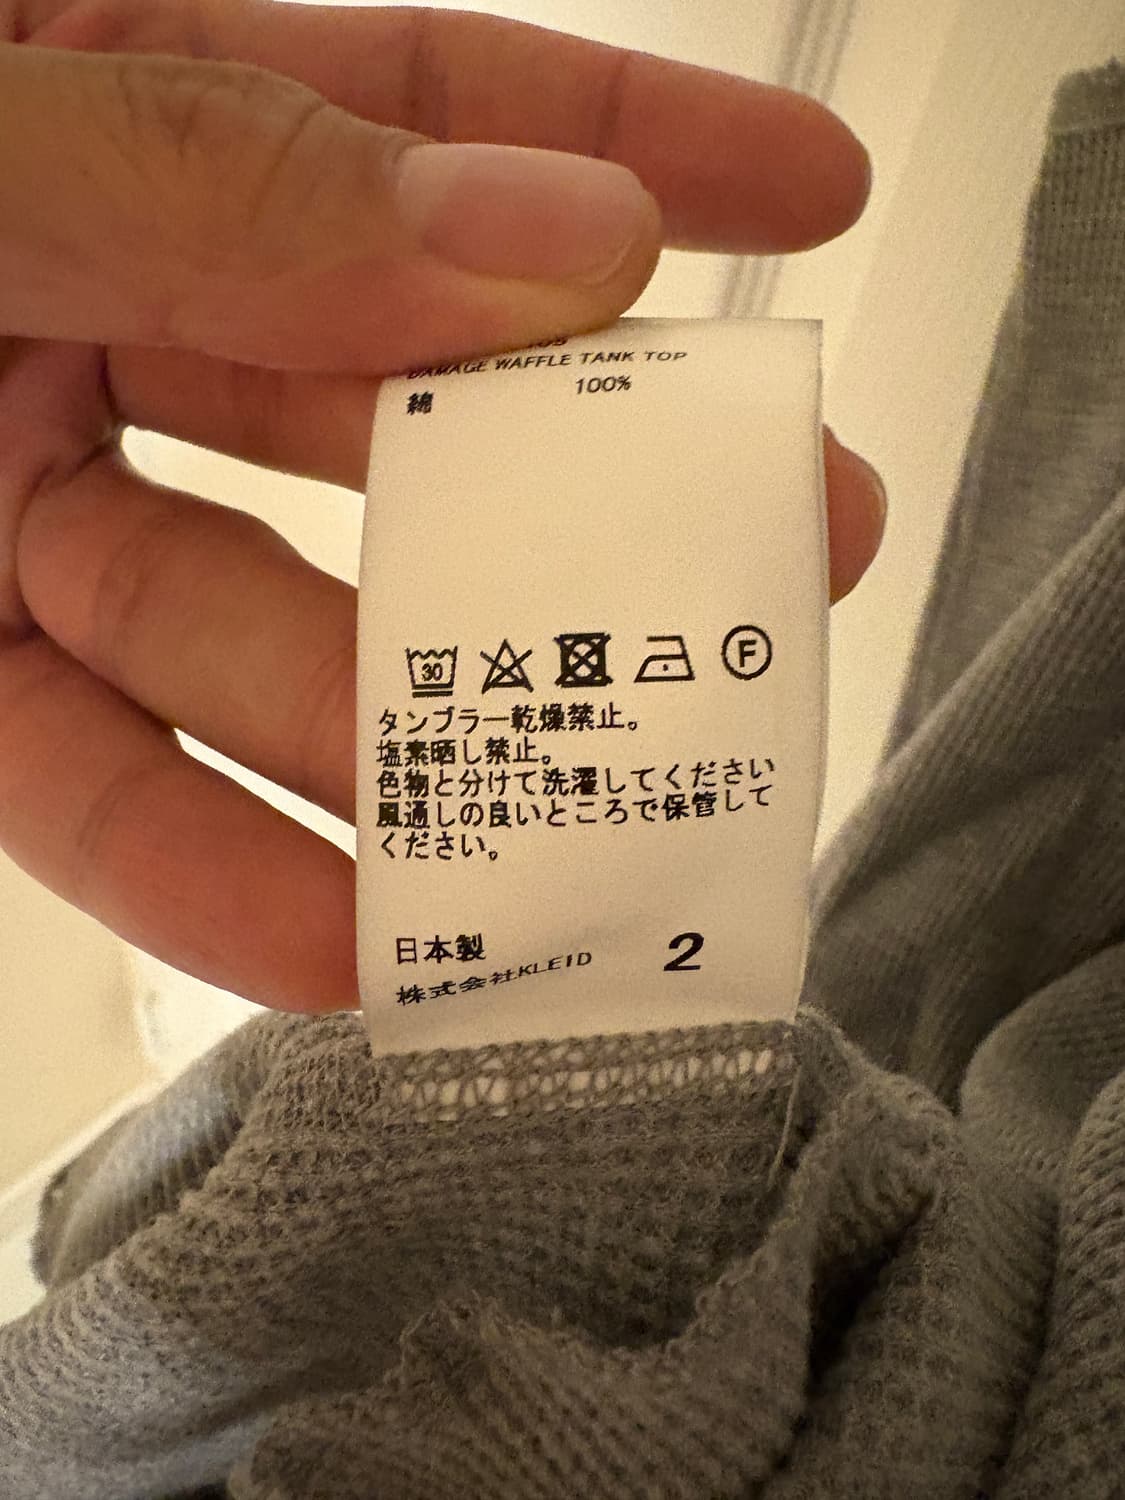 DAMAGE WAFFLE TANK TOP
綿 100%
30 F
タンブラー乾燥禁止。
塩素晒し禁止。
色物と分けて洗濯してください
風通しの良いところで保管して
ください。
日本製 2
株式会社KLEID